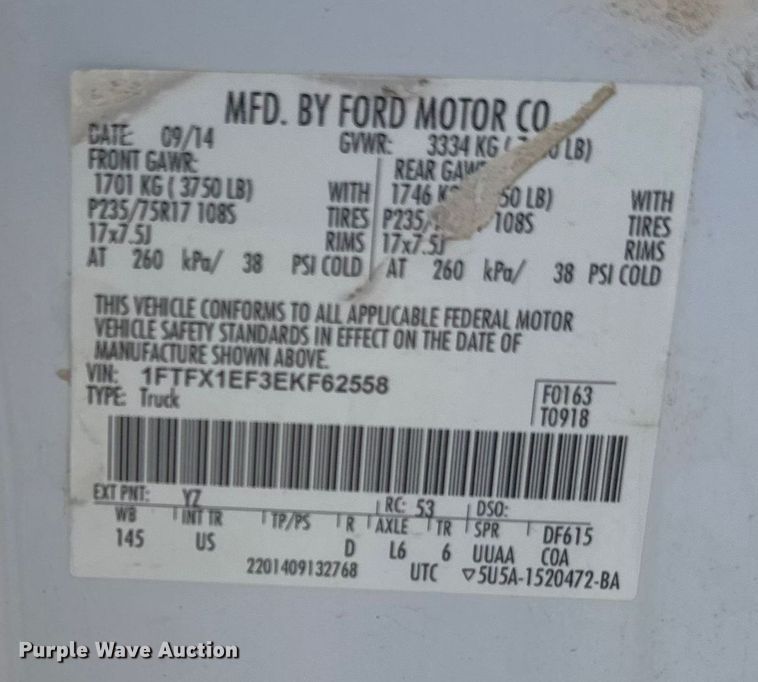 MFD. BY FORD MOTOR CO.
DATE: 09/14 GVWR: 3334 KG ( LB)
FRONT GAWR: REAR
1701 KG ( 3750 LB) WITH 1746 WITH
P235/75R17 108S TIRES 108S TIRES
17x7.5J RIMS 17x7.5J RIMS
AT 260 kPa/ 38 PSI COLD AT 260 kPa/ 38 PSI COLD
THIS VEHICLE CONFORMS TO ALL APPLICABLE FEDERAL MOTOR
VEHICLE SAFETY STANDARDS IN EFFECT ON THE DATE OF
MANUFACTURE SHOWN ABOVE.
VIN: 1FTFX1EF3EKF62558
TYPE: Truck
F0163
T0918
EXT PNT: YZ RC: 53 DSO:
WB INT TR TP/PS R AXLE TR SPR DF615
145 US D L6 6 UUAA COA
2201409132768 UTC ▽5U5A-1520472-BA
Purple Wave Auction